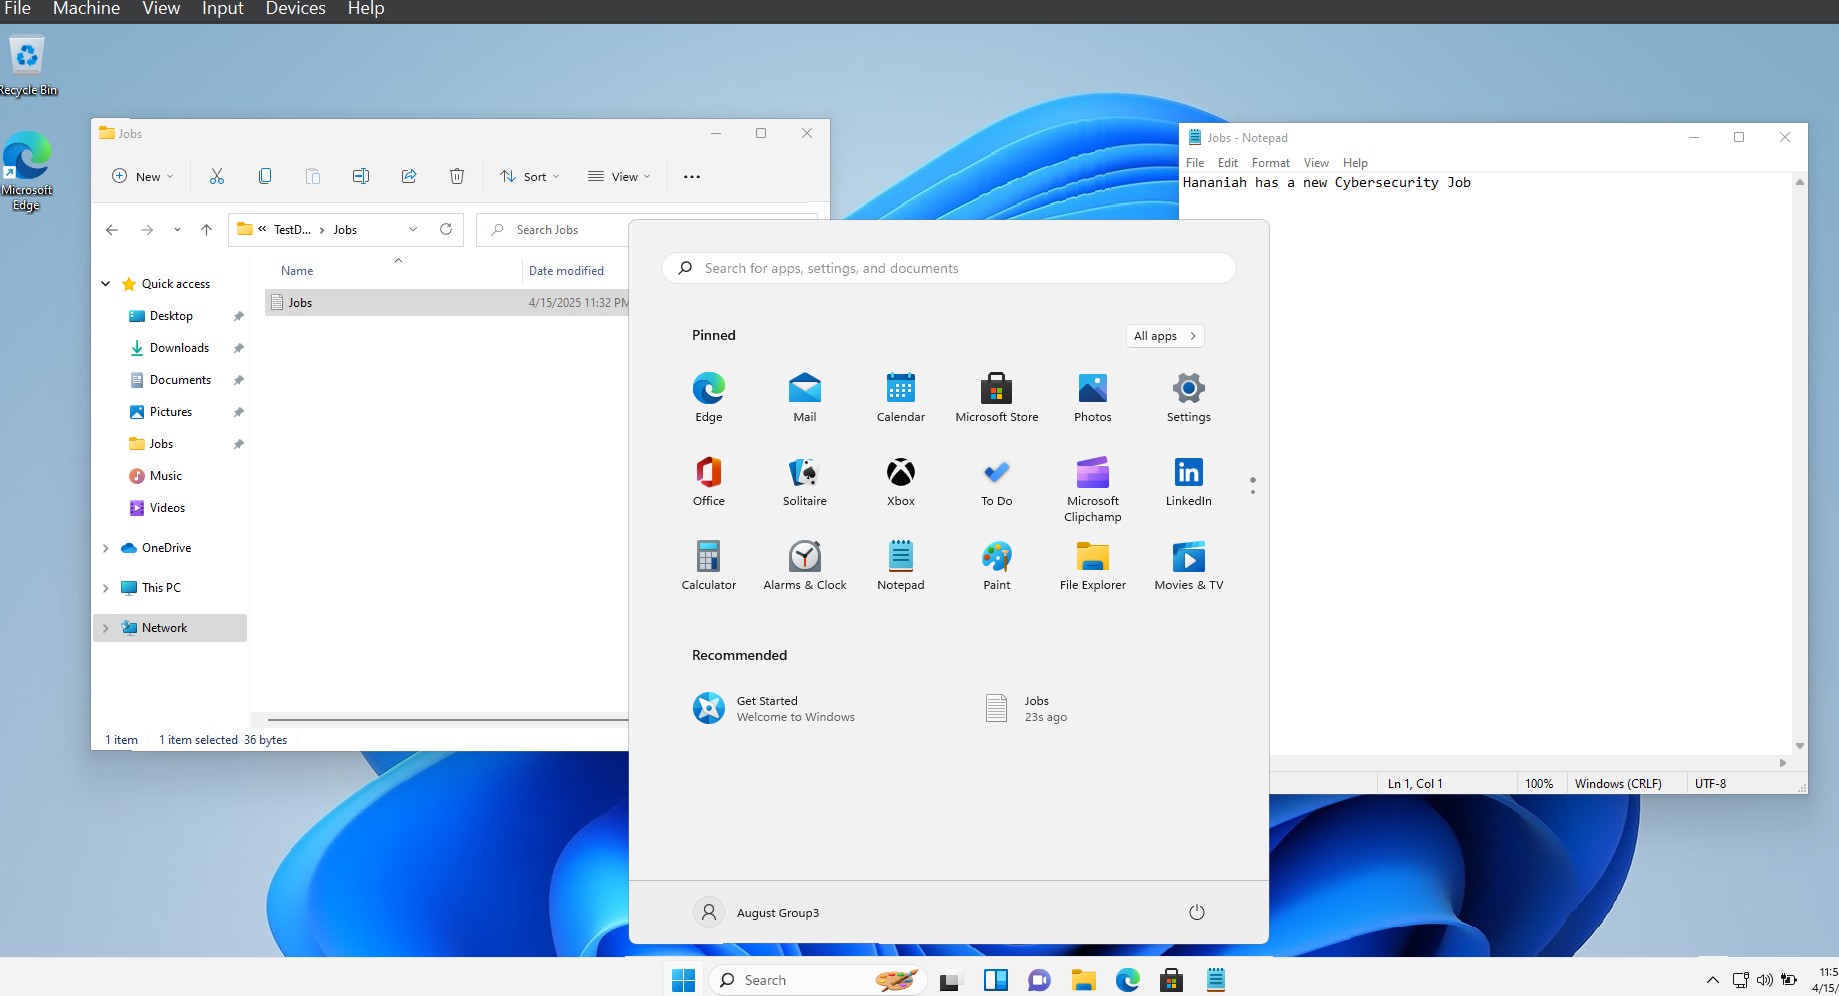 File Machine View Input Devices Help
Recycle Bin
Microsoft
Edge
Jobs
New Sort View
TestD... Jobs
Search Jobs
Name Date modified
Jobs 4/15/2025 11:32 PM
Quick access
Desktop
Downloads
Documents
Pictures
Jobs
Music
Videos
OneDrive
This PC
Network
1 item 1 item selected 36 bytes
Jobs - Notepad
File Edit Format View Help
Hananiah has a new Cybersecurity Job
Ln 1, Col 1 100% Windows (CRLF) UTF-8
Search for apps, settings, and documents
Pinned All apps
Edge Mail Calendar Microsoft Store Photos Settings
Office Solitaire Xbox To Do Microsoft Clipchamp LinkedIn
Calculator Alarms & Clock Notepad Paint File Explorer Movies & TV
Recommended
Get Started Jobs
Welcome to Windows 23s ago
August Group3
Search
11:5
4/15/